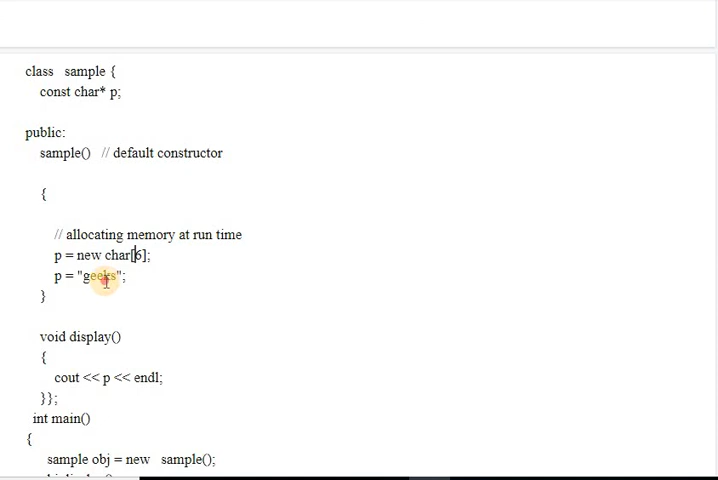 class sample {
const char* p;
public:
sample() // default constructor
{
// allocating memory at run time
p = new char[6];
p = "geeks";
}
void display()
{
cout << p << endl;
}};
int main()
{
sample obj = new sample();